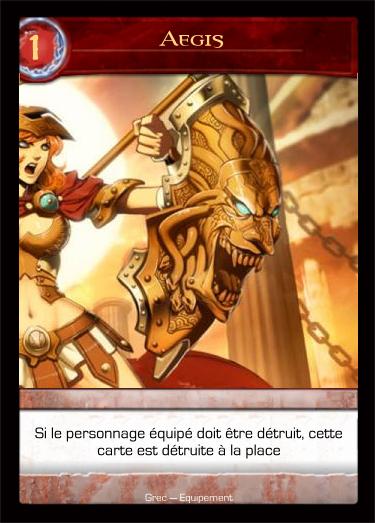 1
Aegis
Si le personnage équipé doit être détruit, cette
carte est détruite à la place
Grec — Equipement